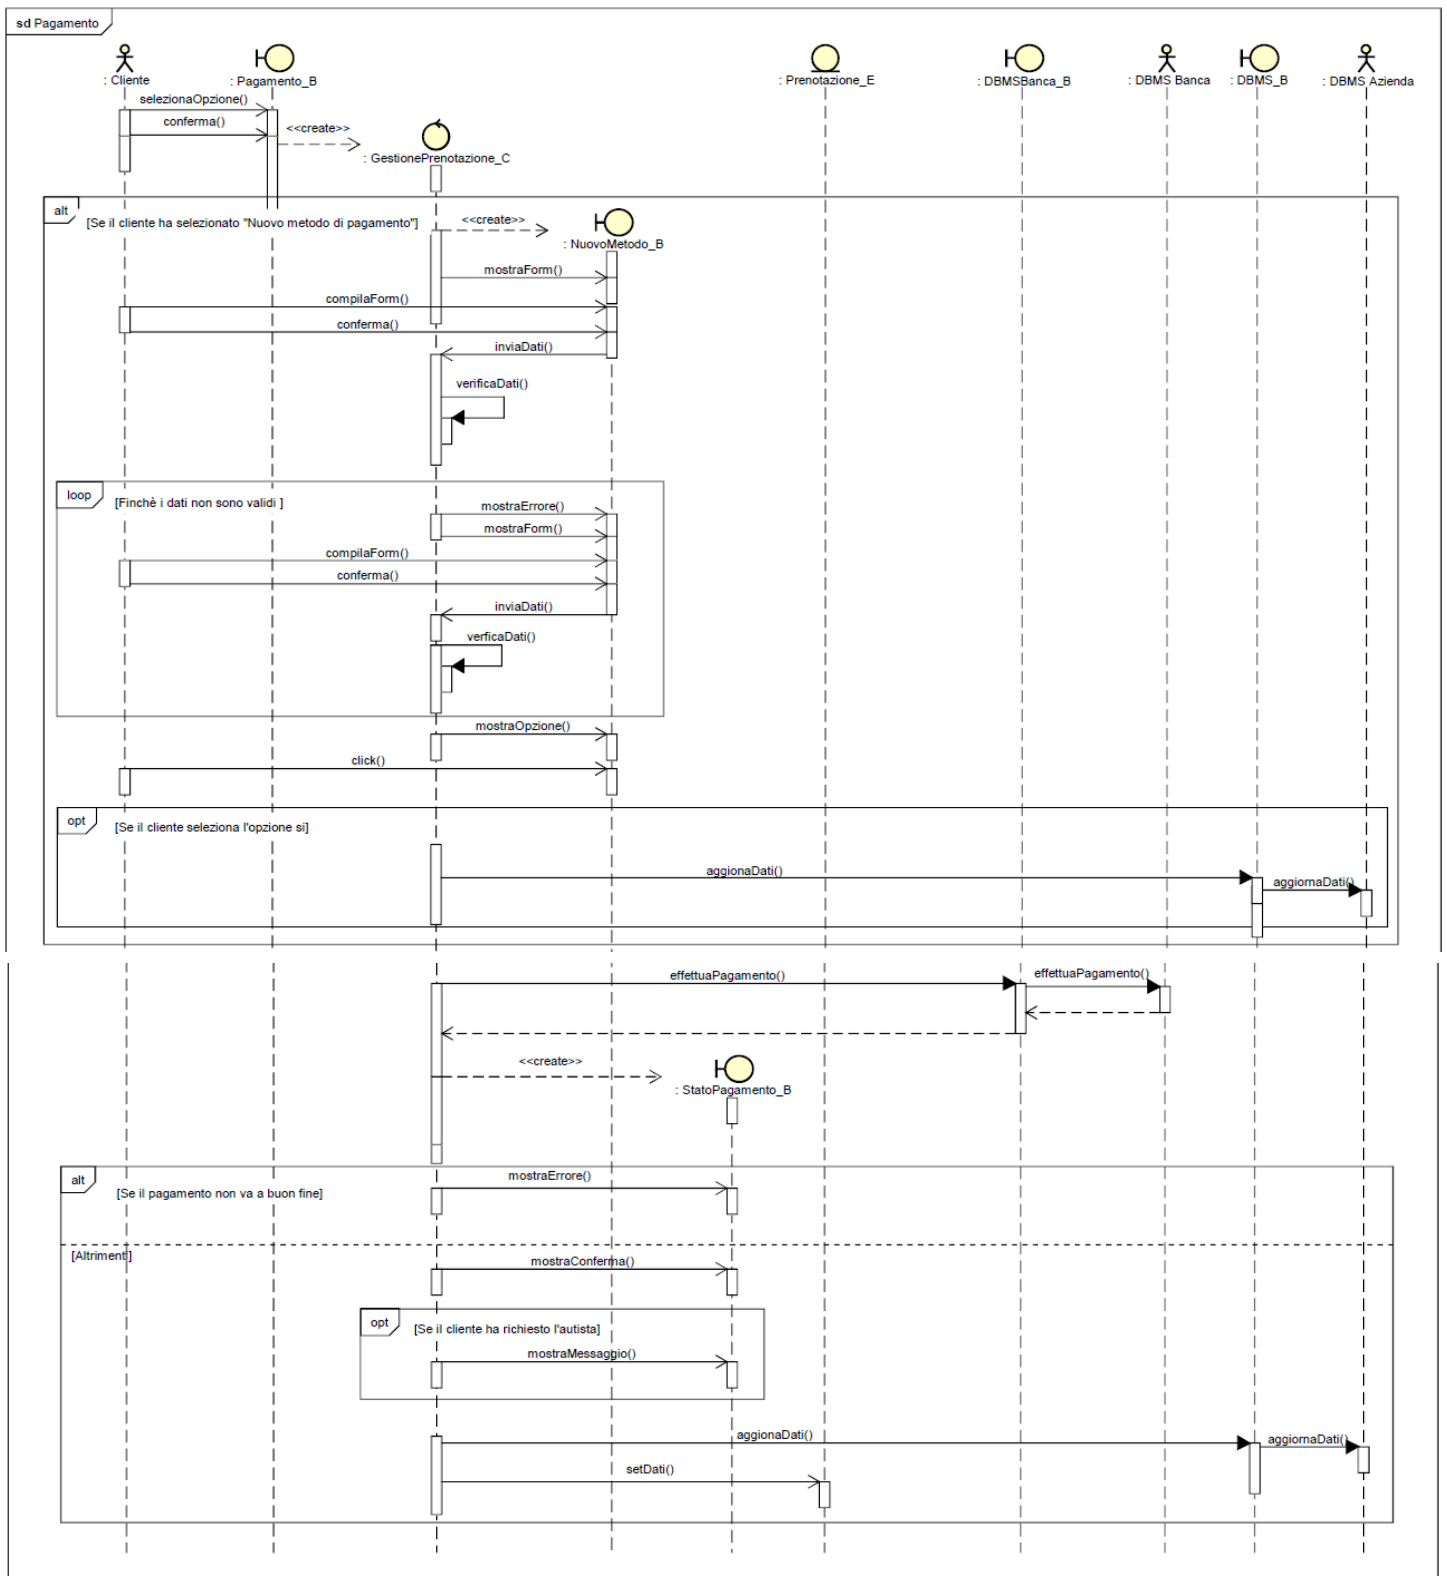 sd Pagamento
: Cliente
: Pagamento_B
: Prenotazione_E
: DBMSBanca_B
: DBMS Banca
: DBMS_B
: DBMS Azienda
selezionaOpzione()
conferma()
<<create>>
: GestionePrenotazione_C
alt
[Se il cliente ha selezionato "Nuovo metodo di pagamento"]
<<create>>
: NuovoMetodo_B
mostraForm()
compilaForm()
conferma()
inviaDati()
verificaDati()
loop
[Finchè i dati non sono validi ]
mostraErrore()
mostraForm()
compilaForm()
conferma()
inviaDati()
verficaDati()
mostraOpzione()
click()
opt
[Se il cliente seleziona l'opzione si]
aggionaDati()
aggiornaDati()
effettuaPagamento()
effettuaPagamento()
<<create>>
: StatoPagamento_B
alt
[Se il pagamento non va a buon fine]
mostraErrore()
[Altrimenti]
mostraConferma()
opt
[Se il cliente ha richiesto l'autista]
mostraMessaggio()
aggionaDati()
aggiornaDati()
setDati()